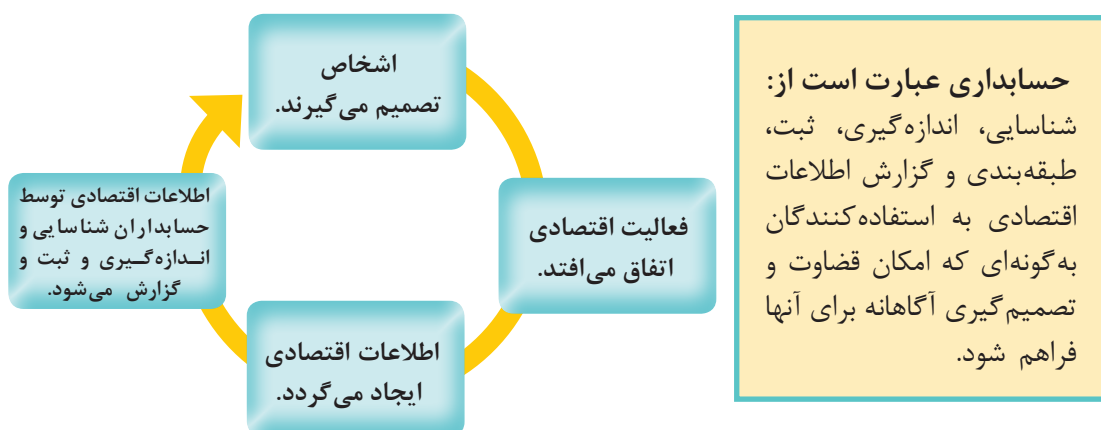 حسابداری عبارت است از:
شناسایی، اندازه‌گیری، ثبت،
طبقه‌بندی و گزارش اطلاعات
اقتصادی به استفاده‌کنندگان
به‌گونه‌ای که امکان قضاوت و
تصمیم‌گیری آگاهانه برای آنها
فراهم شود.
اشخاص
تصمیم می‌گیرند.
فعالیت اقتصادی
اتفاق می‌افتد.
اطلاعات اقتصادی
ایجاد می‌گردد.
اطلاعات اقتصادی توسط
حسابداران شناسایی و
انـدازه‌گـیری و ثبت و
گزارش می‌شود.